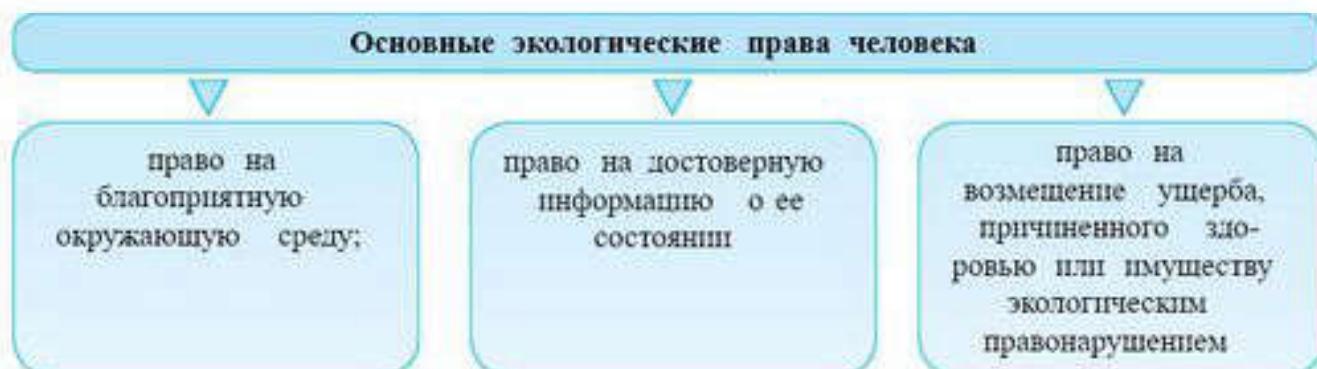 Основные экологические права человека
право на
благоприятную
окружающую среду;
право на достоверную
информацию о ее
состоянии
право на
возмещение ущерба,
причиненного здо-
ровью или имуществу
экологическим
правонарушением